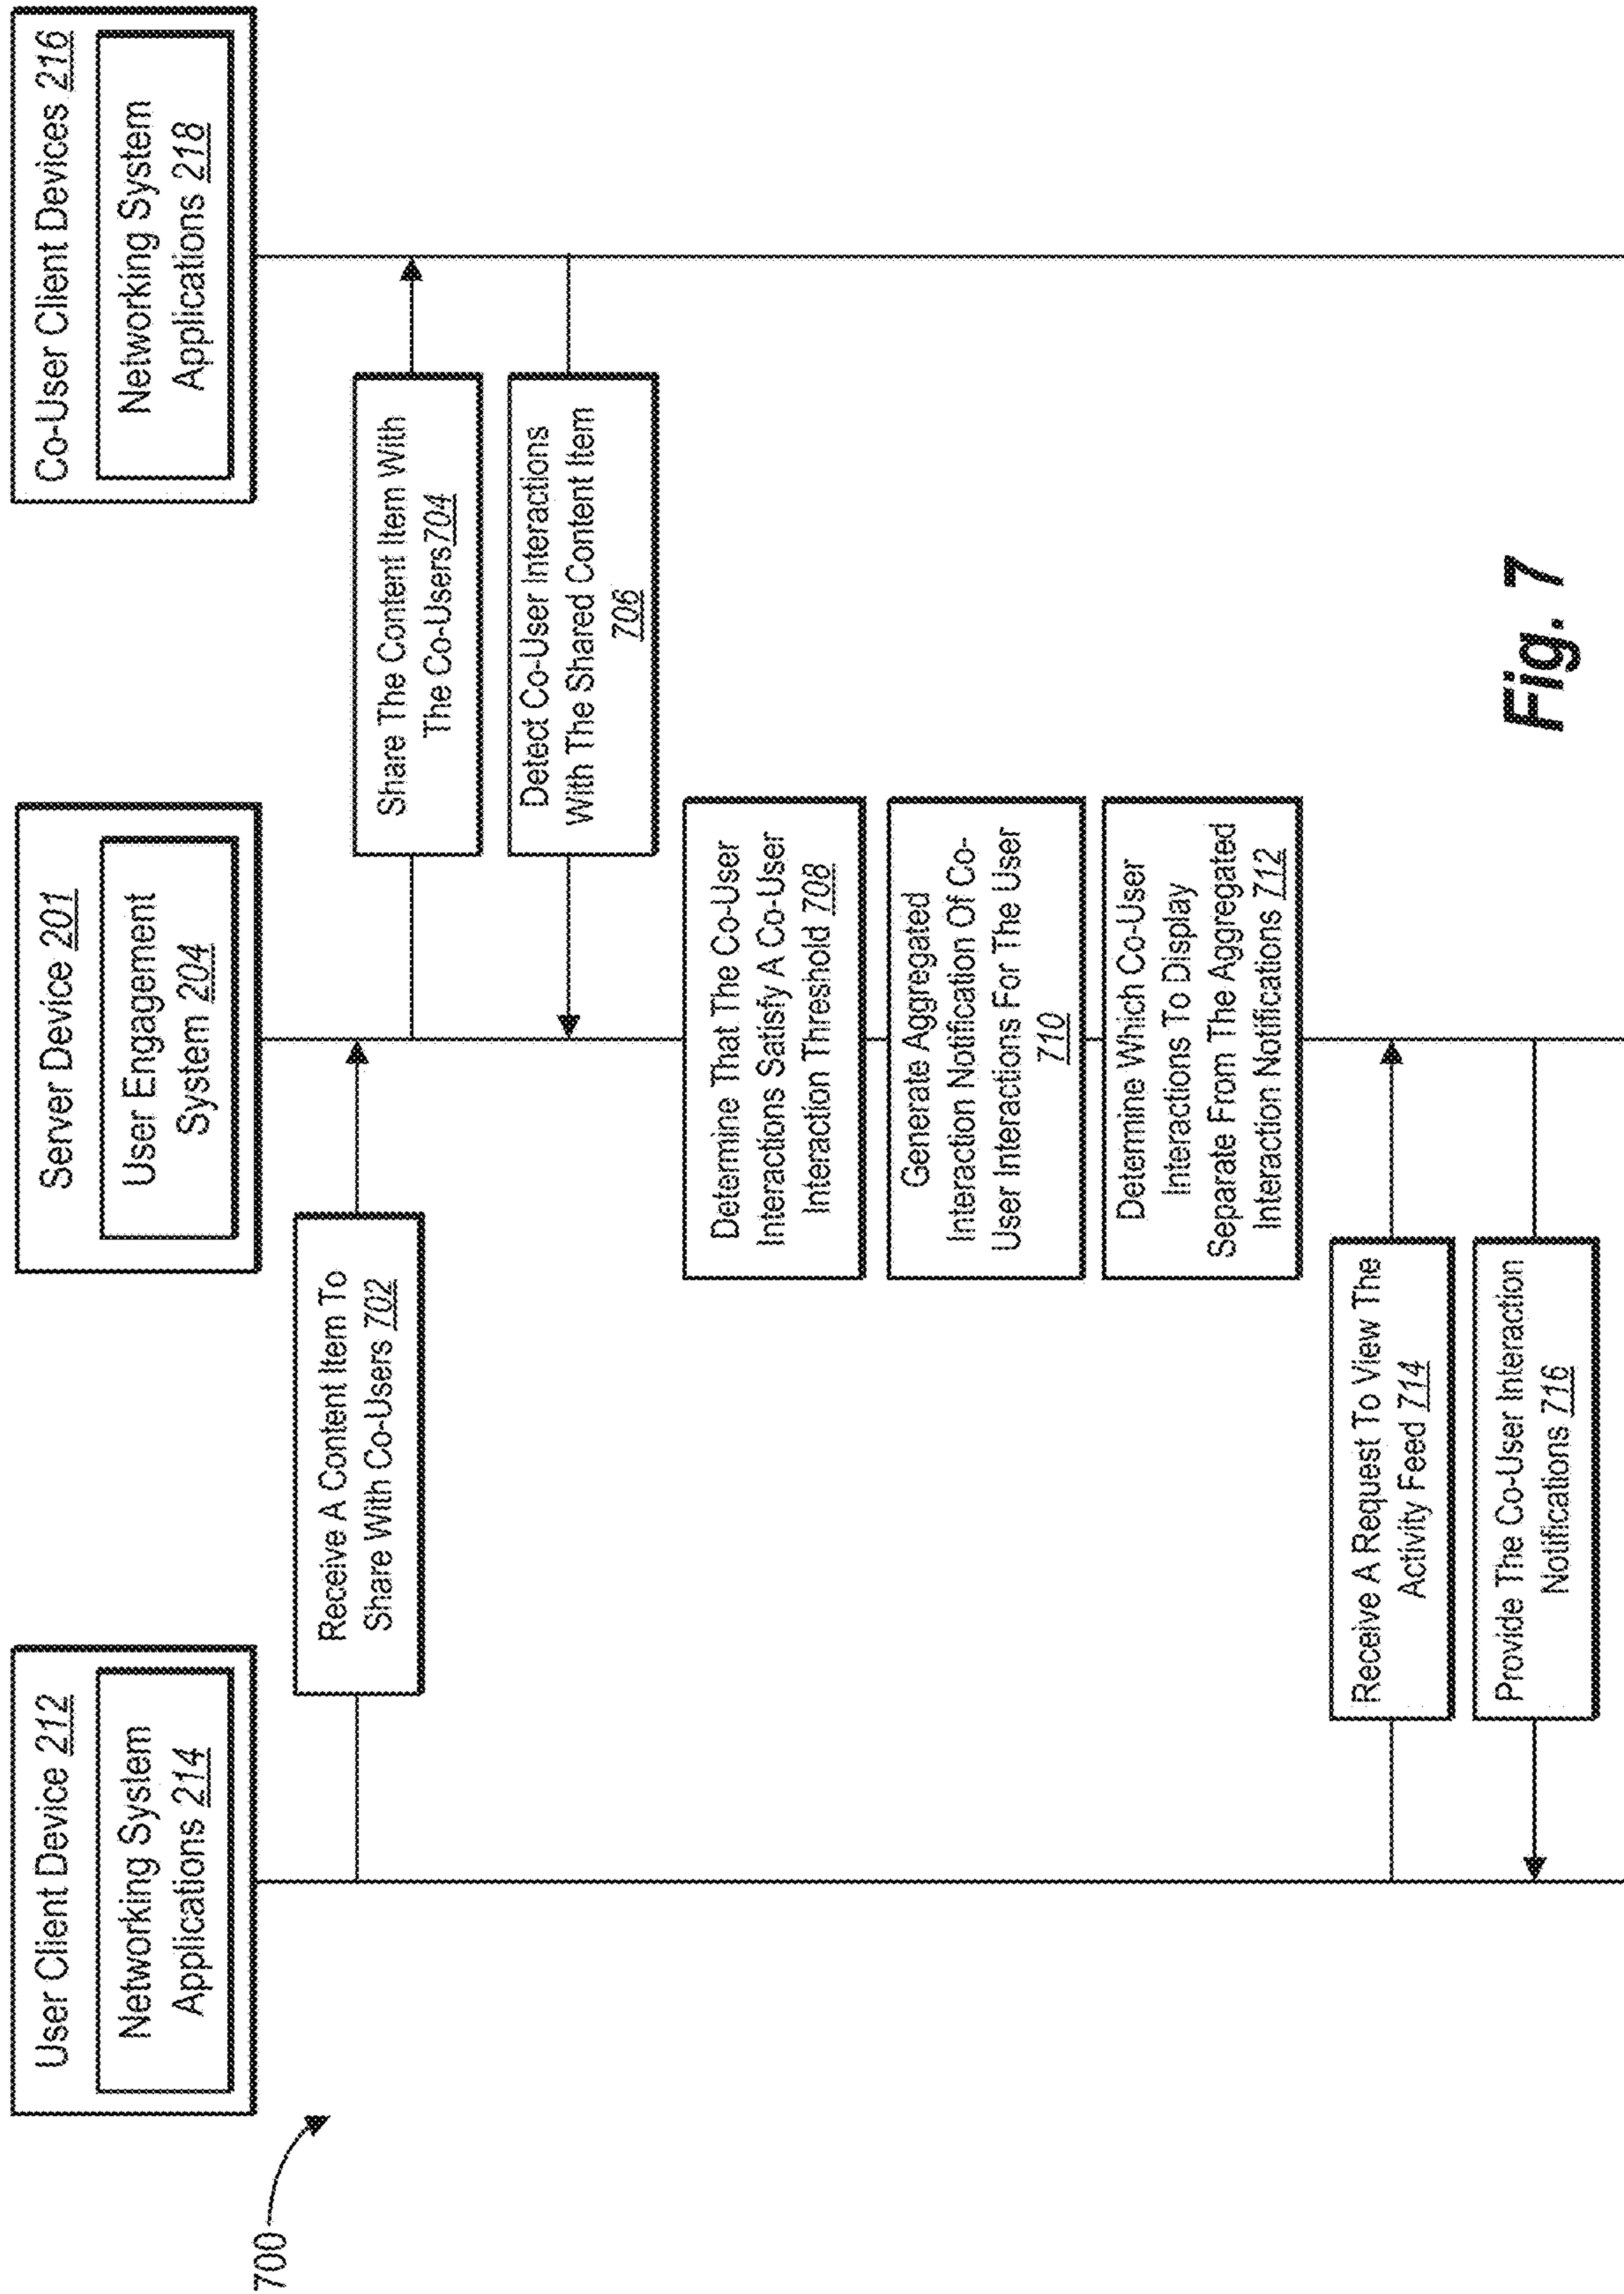 700
User Client Device 212
Networking System
Applications 214
Server Device 201
User Engagement
System 204
Co-User Client Devices 216
Networking System
Applications 218
Receive A Content Item To
Share With Co-Users 702
Share The Content Item With
The Co-Users704
Detect Co-User Interactions
With The Shared Content Item
706
Determine That The Co-User
Interactions Satisfy A Co-User
Interaction Threshold 708
Generate Aggregated
Interaction Notification Of Co-
User Interactions For The User
710
Determine Which Co-User
Interactions To Display
Separate From The Aggregated
Interaction Notifications 712
Receive A Request To View The
Activity Feed 714
Provide The Co-User Interaction
Notifications 716
Fig. 7